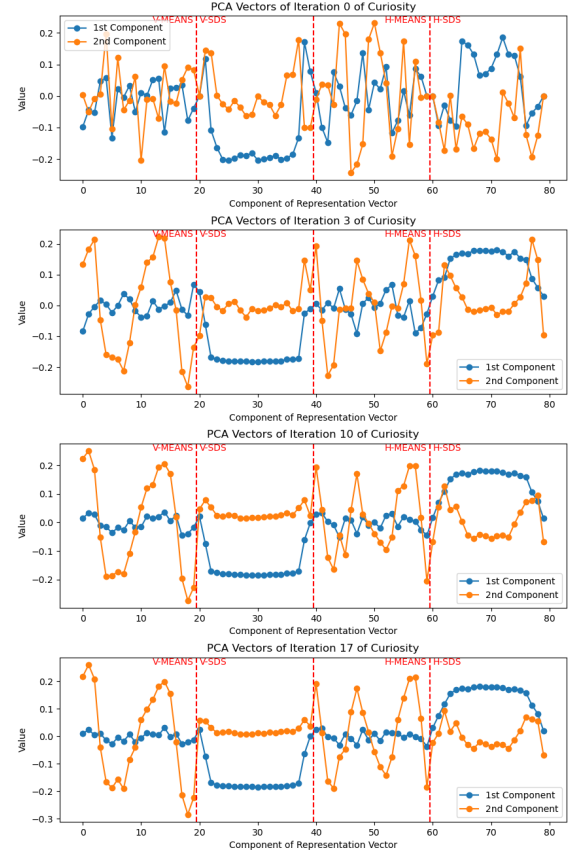 PCA Vectors of Iteration 0 of Curiosity
V-MEANS V-SDS H-MEANS H-SDS
1st Component
2nd Component
0.2
0.1
0.0
−0.1
−0.2
Value
0 10 20 30 40 50 60 70 80
Component of Representation Vector
PCA Vectors of Iteration 3 of Curiosity
V-MEANS V-SDS H-MEANS H-SDS
0.2
0.1
0.0
−0.1
−0.2
Value
1st Component
2nd Component
0 10 20 30 40 50 60 70 80
Component of Representation Vector
PCA Vectors of Iteration 10 of Curiosity
V-MEANS V-SDS H-MEANS H-SDS
0.2
0.1
0.0
−0.1
−0.2
Value
1st Component
2nd Component
0 10 20 30 40 50 60 70 80
Component of Representation Vector
PCA Vectors of Iteration 17 of Curiosity
V-MEANS V-SDS H-MEANS H-SDS
0.2
0.1
0.0
−0.1
−0.2
−0.3
Value
1st Component
2nd Component
0 10 20 30 40 50 60 70 80
Component of Representation Vector